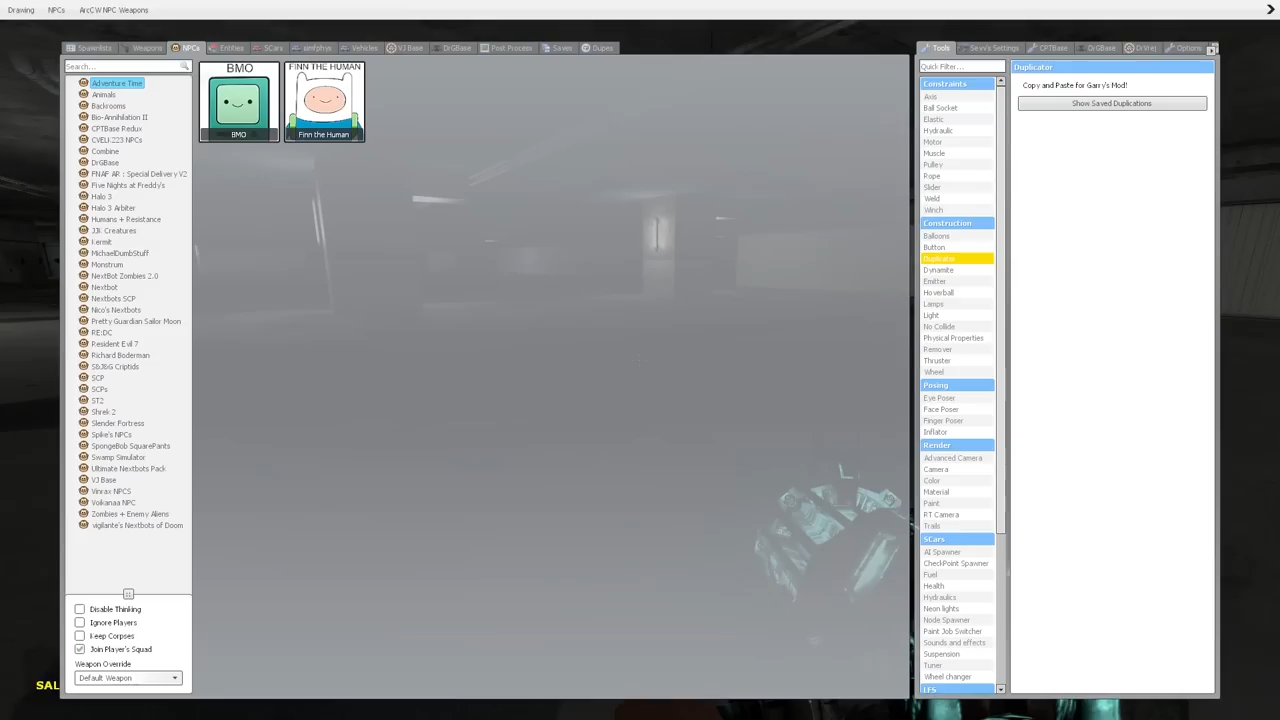 Drawing NPCs ArcCW NPC Weapons
Spawnlists Weapons NPCs Entities SCars simfphys Vehicles VJ Base DrGBase Post Process Saves Dupes
Search...
Adventure Time
Animals
Backrooms
Bio-Annihilation II
CPTBase Redux
Combine
DrGBase
FNAF AR : Special Delivery V2
Five Nights at Freddy's
Halo 3
Halo 3 Arbiter
Humans + Resistance
JJK Creatures
Kermit
MichaelDumbStuff
Monstrum
NextBot Zombies 2.0
Nextbot
Nextbots SCP
Nico's Nextbots
Pretty Guardian Sailor Moon
RE:DC
Resident Evil 7
Richard Boderman
S&J&G Criptids
SCP
SCPs
ST2
Shrek 2
Slender Fortress
Spike's NPCs
SpongeBob SquarePants
Swamp Simulator
Ultimate Nextbots Pack
VJ Base
Vinrax NPCS
Voikanaa NPC
Zombies + Enemy Aliens
vigilante's Nextbots of Doom
Disable Thinking
Ignore Players
Keep Corpses
Join Player's Squad
Weapon Override
Default Weapon
SAL
BMO
BMO
FINN THE HUMAN
Finn the Human
Tools Sevv's Settings CPTBase DrGBase DrVrej Options
Quick Filter...
Constraints
Axis
Ball Socket
Elastic
Hydraulic
Motor
Muscle
Pulley
Rope
Slider
Weld
Winch
Construction
Balloons
Button
Duplicator
Dynamite
Emitter
Hoverball
Lamps
Light
No Collide
Physical Properties
Remover
Thruster
Wheel
Posing
Eye Poser
Face Poser
Finger Poser
Inflator
Render
Advanced Camera
Camera
Color
Material
Paint
RT Camera
Trails
SCars
AI Spawner
CheckPoint Spawner
Fuel
Health
Hydraulics
Neon lights
Node Spawner
Paint Job Switcher
Sounds and effects
Suspension
Tuner
Wheel changer
LFS
Duplicator
Copy and Paste for Garry's Mod!
Show Saved Duplications